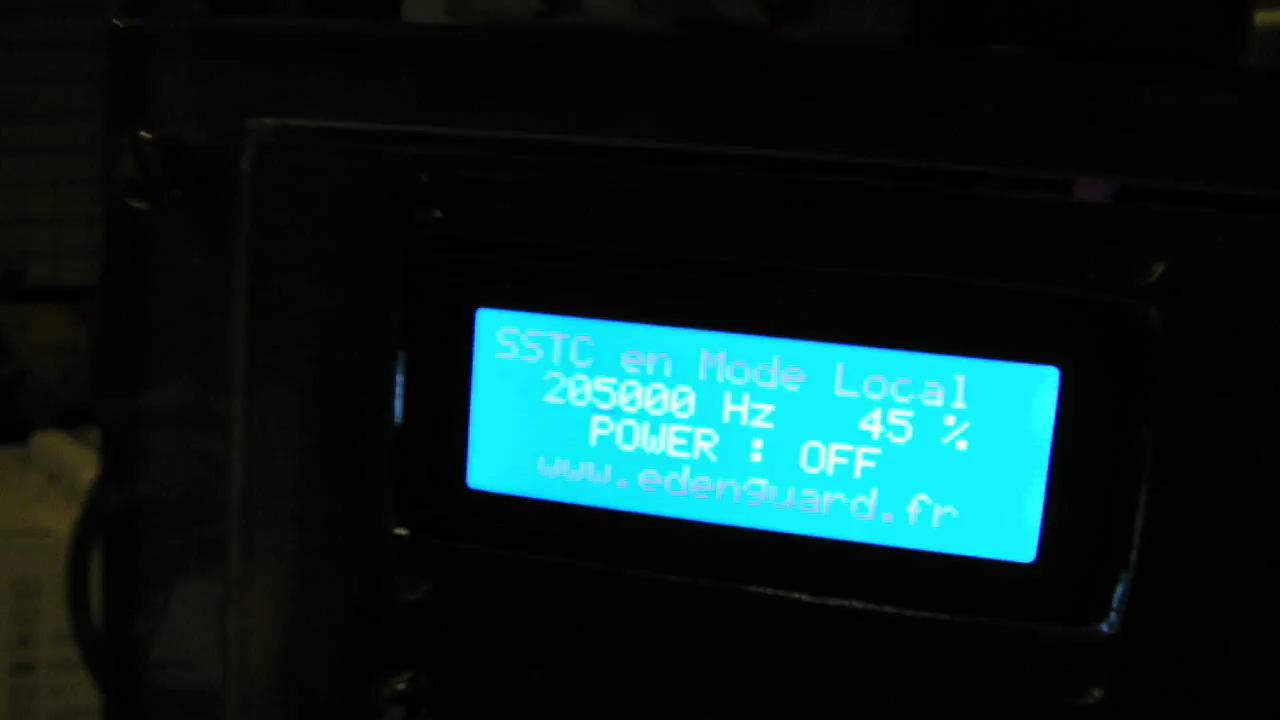 SSTC en Mode Local
205000 Hz 45 %
POWER : OFF
www.edenguard.fr